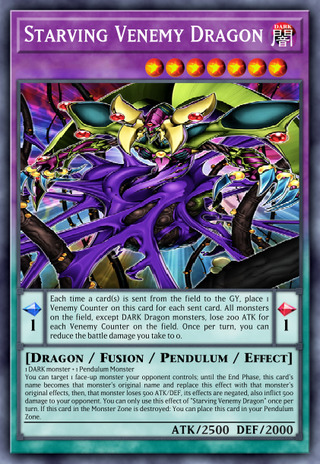 Starving Venemy Dragon
DARK
闇
Each time a card(s) is sent from the field to the GY, place 1
Venemy Counter on this card for each sent card. All monsters
on the field, except DARK Dragon monsters, lose 200 ATK for
each Venemy Counter on the field. Once per turn, you can
reduce the battle damage you take to 0.
1
1
[Dragon / Fusion / Pendulum / Effect]
1 DARK monster + 1 Pendulum Monster
You can target 1 face-up monster your opponent controls; until the End Phase, this card's
name becomes that monster's original name and replace this effect with that monster's
original effects, then, that monster loses 500 ATK/DEF, its effects are negated, also inflict 500
damage to your opponent. You can only use this effect of "Starving Venemy Dragon" once per
turn. If this card in the Monster Zone is destroyed: You can place this card in your Pendulum
Zone.
ATK/2500 DEF/2000